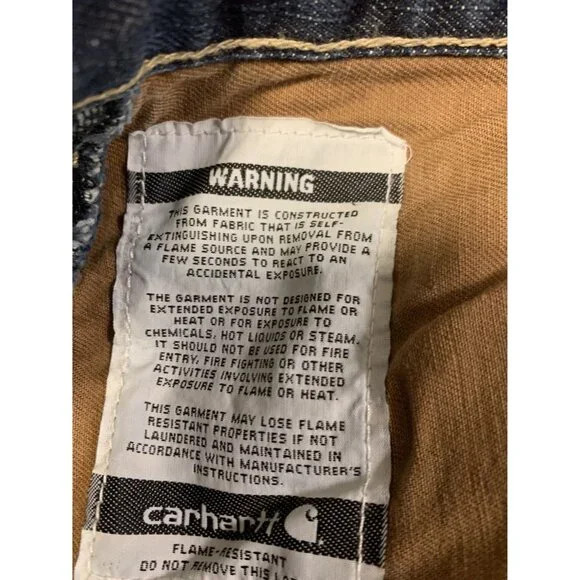 WARNING
THIS GARMENT IS CONSTRUCTED
FROM FABRIC THAT IS SELF-
EXTINGUISHING UPON REMOVAL FROM
A FLAME SOURCE AND MAY PROVIDE A
FEW SECONDS TO REACT TO AN
ACCIDENTAL EXPOSURE.
THE GARMENT IS NOT DESIGNED FOR
EXTENDED EXPOSURE TO FLAME OR
HEAT OR FOR EXPOSURE TO
CHEMICALS, HOT LIQUIDS OR STEAM.
IT SHOULD NOT BE USED FOR FIRE
ENTRY, FIRE FIGHTING OR OTHER
ACTIVITIES INVOLVING EXTENDED
EXPOSURE TO FLAME OR HEAT.
THIS GARMENT MAY LOSE FLAME
RESISTANT PROPERTIES IF NOT
LAUNDERED AND MAINTAINED IN
ACCORDANCE WITH MANUFACTURER'S
INSTRUCTIONS.
carhartt
FLAME-RESISTANT
DO NOT REMOVE THIS